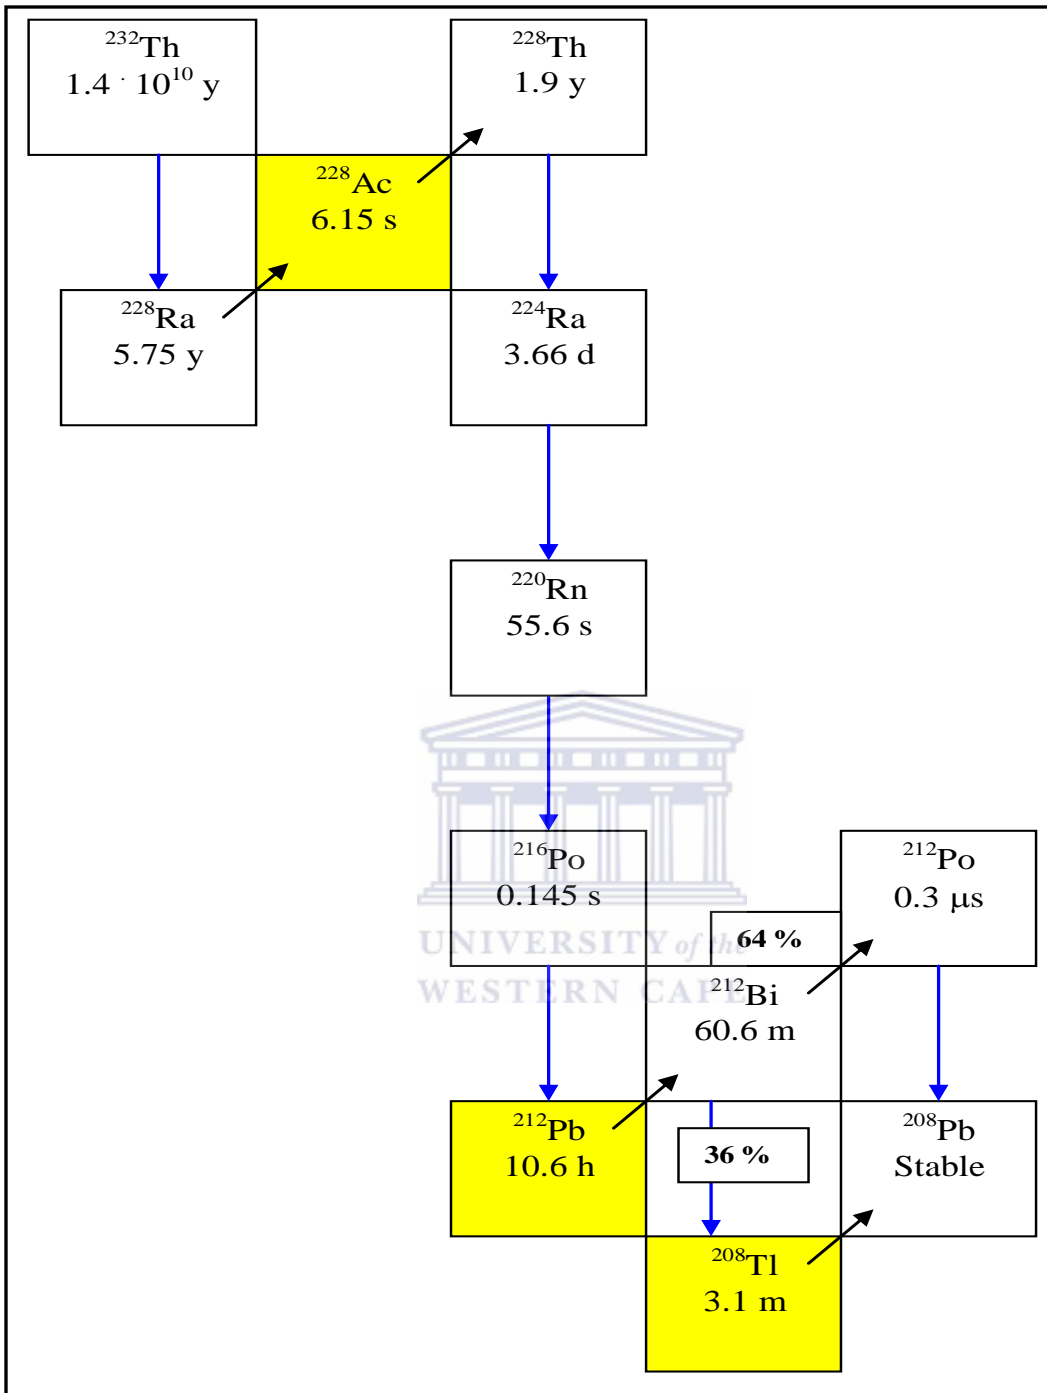 ²³²Th
1.4 · 10¹⁰ y
²²⁸Th
1.9 y
²²⁸Ac
6.15 s
²²⁸Ra
5.75 y
²²⁴Ra
3.66 d
²²⁰Rn
55.6 s
²¹⁶Po
0.145 s
²¹²Po
0.3 μs
64 %
UNIVERSITY of the
WESTERN CAPE
²¹²Bi
60.6 m
²¹²Pb
10.6 h
36 %
²⁰⁸Pb
Stable
²⁰⁸Tl
3.1 m